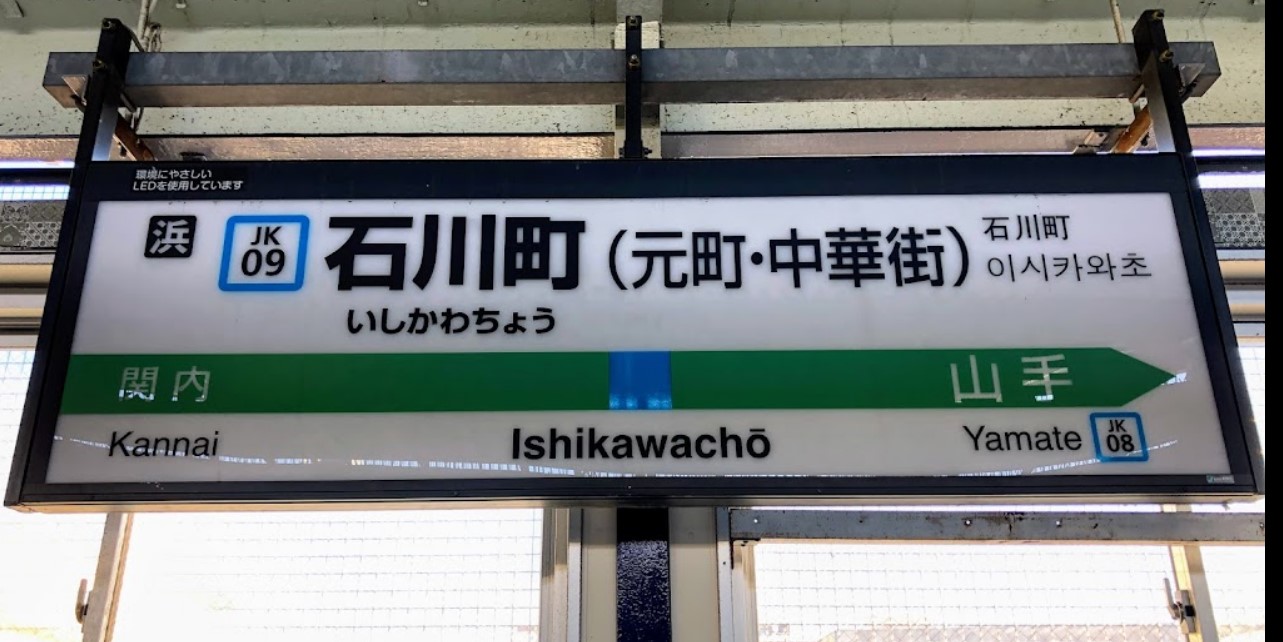 環境にやさしい
LEDを使用しています
浜 JK 09 石川町 (元町・中華街)
石川町
이시카와초
いしかわちょう
関内 山手
Kannai Ishikawachō Yamate JK 08